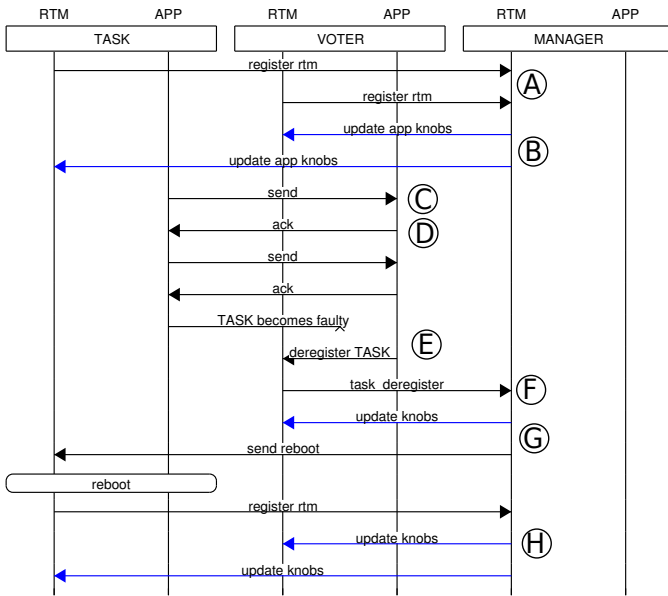 RTM APP RTM APP RTM APP
TASK VOTER MANAGER
register rtm
A
register rtm
update app knobs
B
update app knobs
send
C
ack
D
send
ack
TASK becomes faulty
E
deregister TASK
task_deregister
F
update knobs
G
send reboot
reboot
register rtm
update knobs
H
update knobs